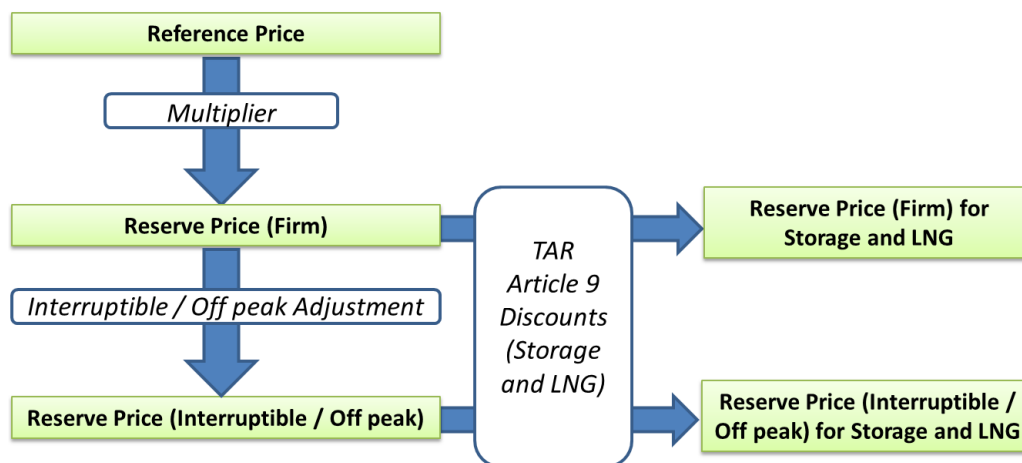 Reference Price
Multiplier
Reserve Price (Firm)
Interruptible / Off peak Adjustment
Reserve Price (Interruptible / Off peak)
TAR
Article 9
Discounts
(Storage
and LNG)
Reserve Price (Firm) for
Storage and LNG
Reserve Price (Interruptible /
Off peak) for Storage and LNG